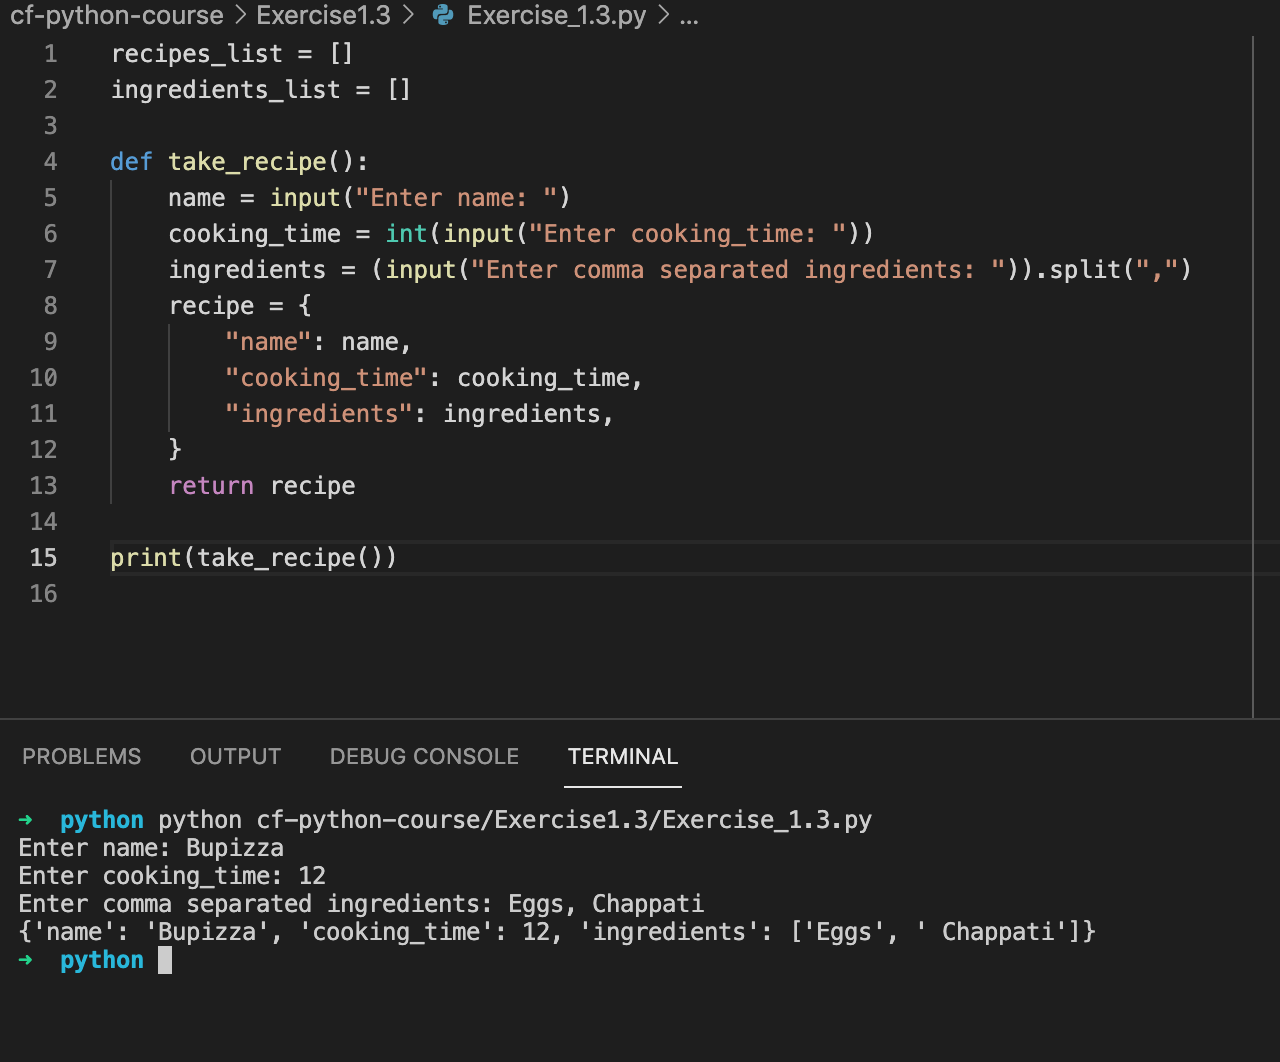 cf-python-course > Exercise1.3 > Exercise_1.3.py > ...
1 recipes_list = []
2 ingredients_list = []
3
4 def take_recipe():
5     name = input("Enter name: ")
6     cooking_time = int(input("Enter cooking_time: "))
7     ingredients = (input("Enter comma separated ingredients: ")).split(",")
8     recipe = {
9         "name": name,
10         "cooking_time": cooking_time,
11         "ingredients": ingredients,
12     }
13     return recipe
14
15 print(take_recipe())
16
PROBLEMS OUTPUT DEBUG CONSOLE TERMINAL
→ python python cf-python-course/Exercise1.3/Exercise_1.3.py
Enter name: Bupizza
Enter cooking_time: 12
Enter comma separated ingredients: Eggs, Chappati
{'name': 'Bupizza', 'cooking_time': 12, 'ingredients': ['Eggs', ' Chappati']}
→ python